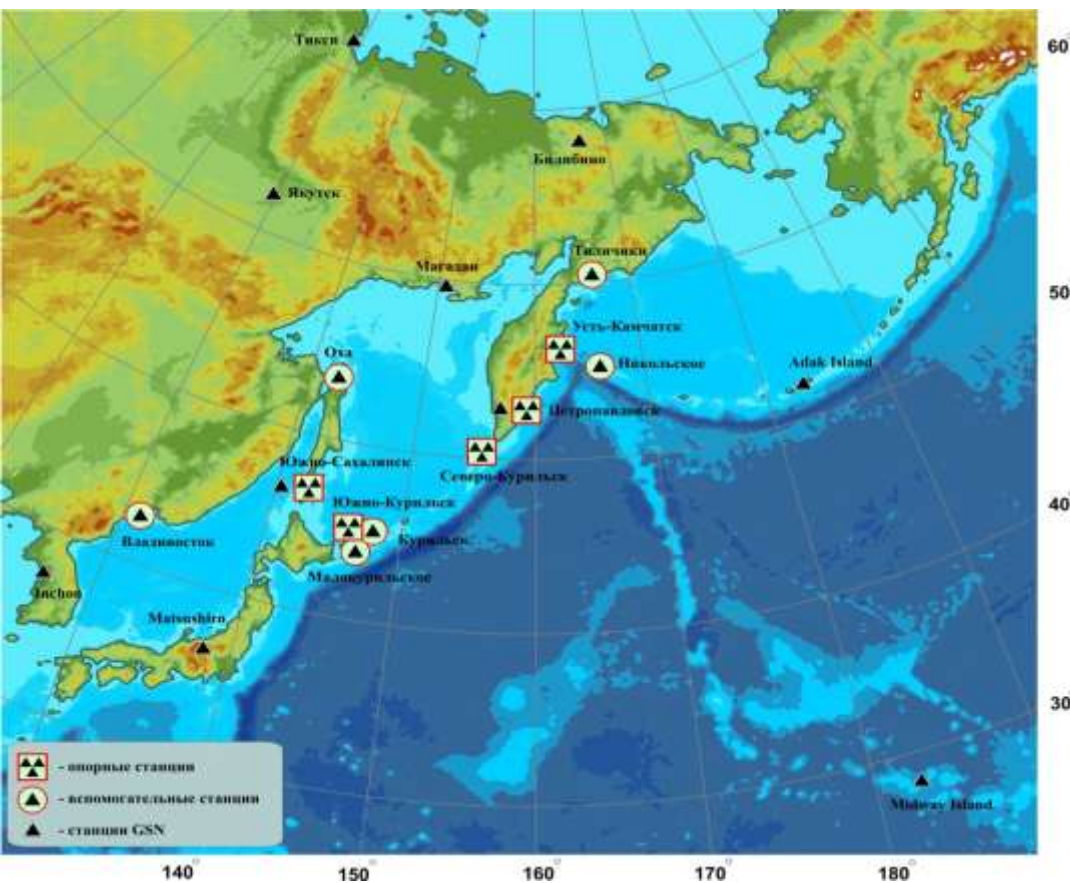 60°
Тикси
Билибино
Якутск
Тиличики
Магадан
50°
Усть-Камчатск
Оха
Никольское
Adak Island
Петропавловск
Южно-Сахалинск
Северо-Курильск
Южно-Курильск
40°
Владивосток
Курильск
Малокурильское
Inchon
Matsushiro
30°
- опорные станции
- вспомогательные станции
- станции GSN
Midway Island
140° 150° 160° 170° 180°